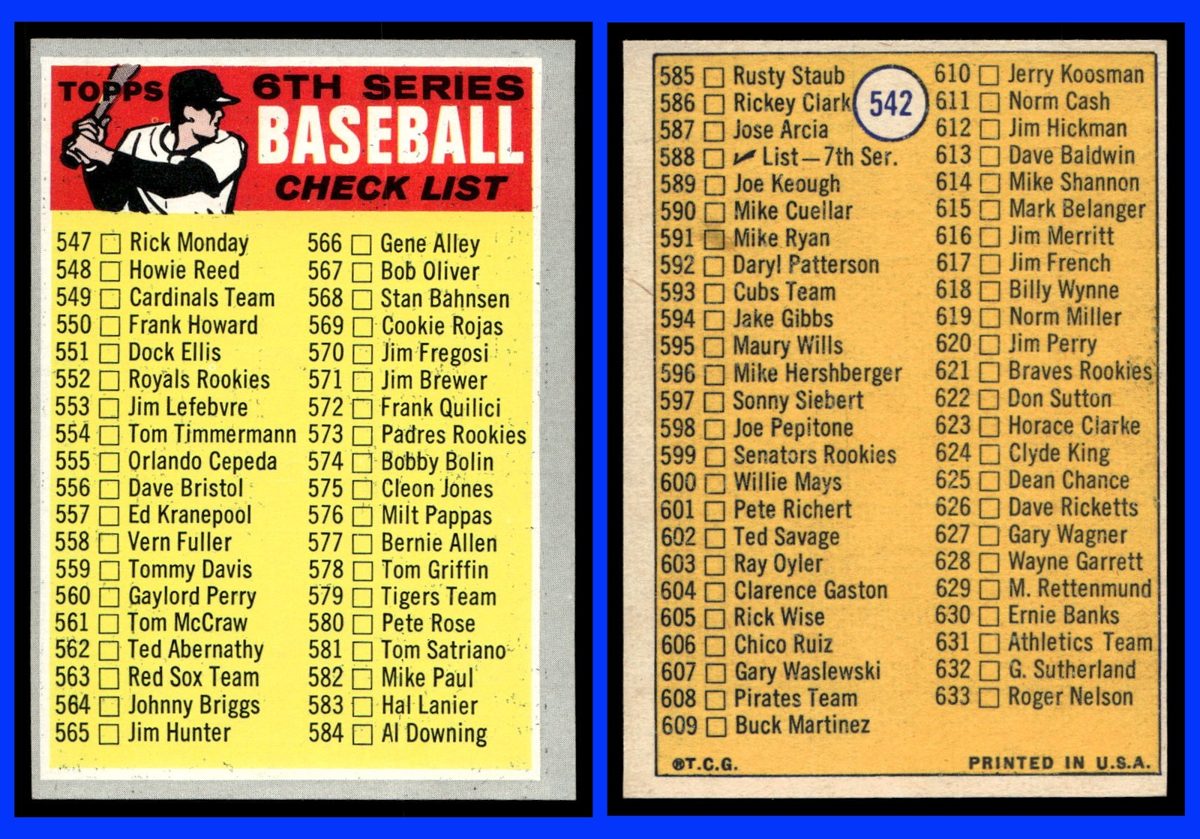 TOPPS
6TH SERIES
BASEBALL
CHECK LIST
547 Rick Monday
548 Howie Reed
549 Cardinals Team
550 Frank Howard
551 Dock Ellis
552 Royals Rookies
553 Jim Lefebvre
554 Tom Timmermann
555 Orlando Cepeda
556 Dave Bristol
557 Ed Kranepool
558 Vern Fuller
559 Tommy Davis
560 Gaylord Perry
561 Tom McCraw
562 Ted Abernathy
563 Red Sox Team
564 Johnny Briggs
565 Jim Hunter
566 Gene Alley
567 Bob Oliver
568 Stan Bahnsen
569 Cookie Rojas
570 Jim Fregosi
571 Jim Brewer
572 Frank Quilici
573 Padres Rookies
574 Bobby Bolin
575 Cleon Jones
576 Milt Pappas
577 Bernie Allen
578 Tom Griffin
579 Tigers Team
580 Pete Rose
581 Tom Satriano
582 Mike Paul
583 Hal Lanier
584 Al Downing
542
585 Rusty Staub
586 Rickey Clark
587 Jose Arcia
588 ✓ List—7th Ser.
589 Joe Keough
590 Mike Cuellar
591 Mike Ryan
592 Daryl Patterson
593 Cubs Team
594 Jake Gibbs
595 Maury Wills
596 Mike Hershberger
597 Sonny Siebert
598 Joe Pepitone
599 Senators Rookies
600 Willie Mays
601 Pete Richert
602 Ted Savage
603 Ray Oyler
604 Clarence Gaston
605 Rick Wise
606 Chico Ruiz
607 Gary Waslewski
608 Pirates Team
609 Buck Martinez
610 Jerry Koosman
611 Norm Cash
612 Jim Hickman
613 Dave Baldwin
614 Mike Shannon
615 Mark Belanger
616 Jim Merritt
617 Jim French
618 Billy Wynne
619 Norm Miller
620 Jim Perry
621 Braves Rookies
622 Don Sutton
623 Horace Clarke
624 Clyde King
625 Dean Chance
626 Dave Ricketts
627 Gary Wagner
628 Wayne Garrett
629 M. Rettenmund
630 Ernie Banks
631 Athletics Team
632 G. Sutherland
633 Roger Nelson
®T.C.G.
PRINTED IN U.S.A.